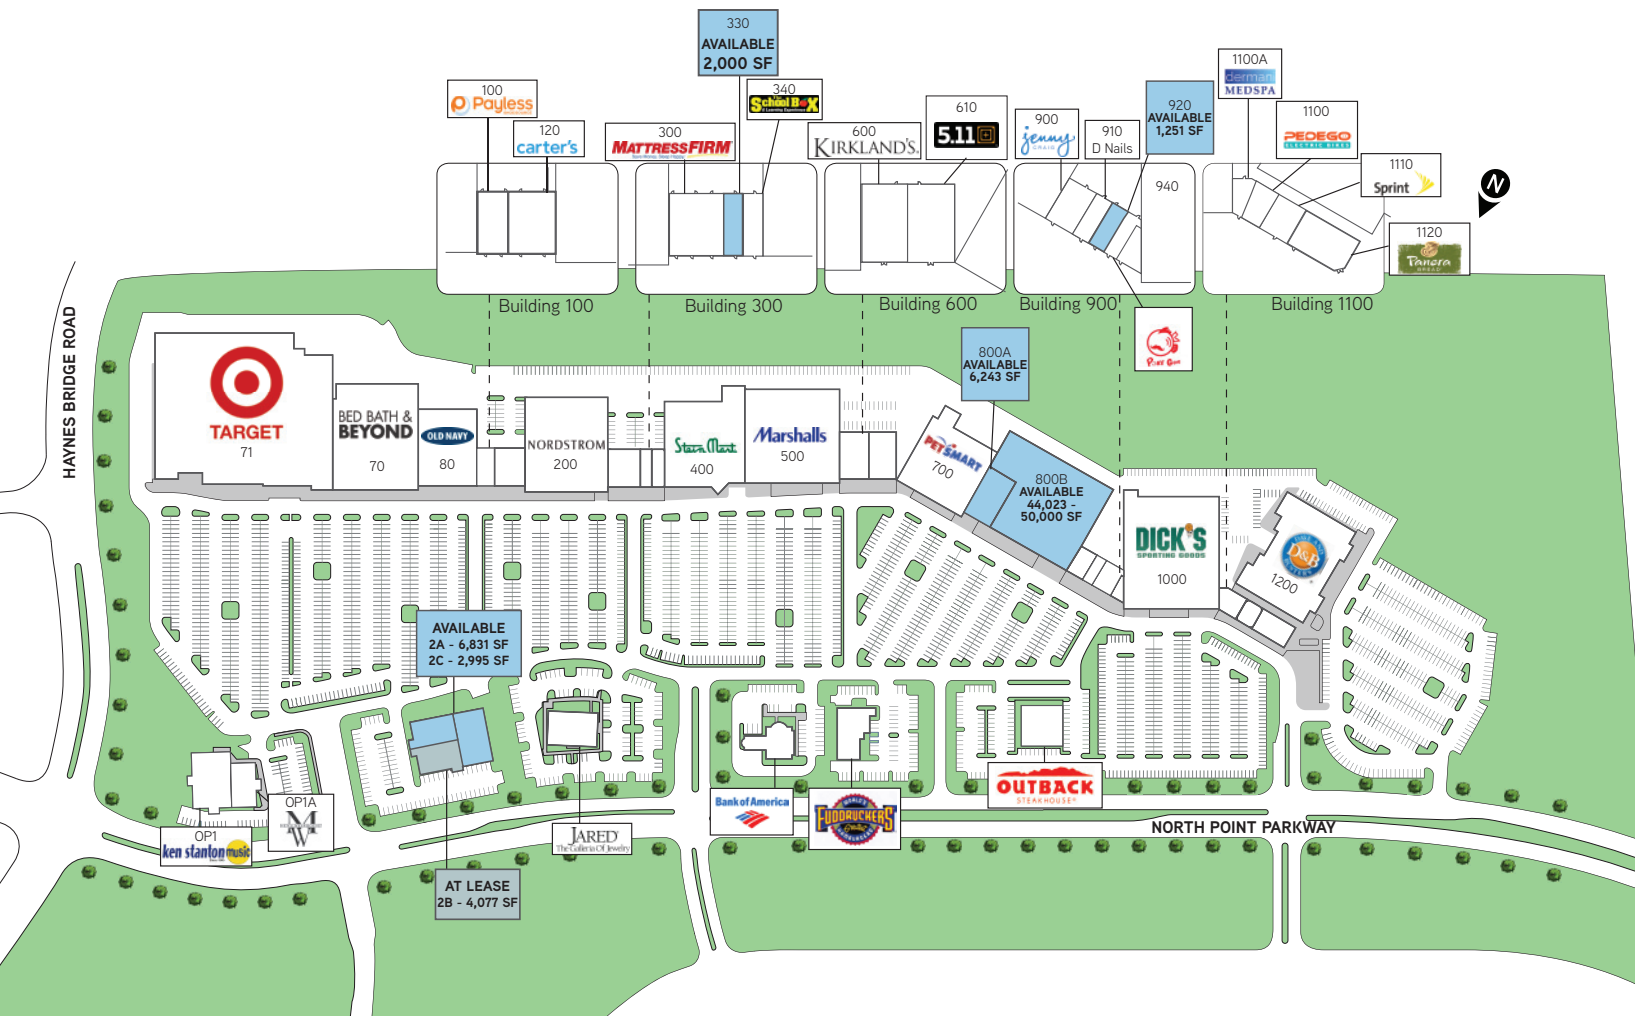 330
AVAILABLE
2,000 SF
100
Payless
120
carter's
300
MATTRESSFIRM
340
School Box
600
KIRKLAND'S
610
5.11
900
jenny
CRAIG
910
D Nails
920
AVAILABLE
1,251 SF
940
1100A
dermani
MEDSPA
1100
PEDEGO
ELECTRIC BIKES
1110
Sprint
1120
Panera
BREAD
N
Building 100
Building 300
Building 600
Building 900
Building 1100
HAYNES BRIDGE ROAD
TARGET
71
BED BATH &
BEYOND
70
OLD NAVY
80
NORDSTROM
200
Stein Mart
400
Marshalls
500
PETSMART
700
800A
AVAILABLE
6,243 SF
800B
AVAILABLE
44,023 -
50,000 SF
DICK'S
SPORTING GOODS
1000
D&B
1200
AVAILABLE
2A - 6,831 SF
2C - 2,995 SF
OP1
ken stanton music
OP1A
MW
AT LEASE
2B - 4,077 SF
JARED
The Galleria Of Jewelry
Bank of America
FUDDRUCKERS
OUTBACK
STEAKHOUSE
NORTH POINT PARKWAY